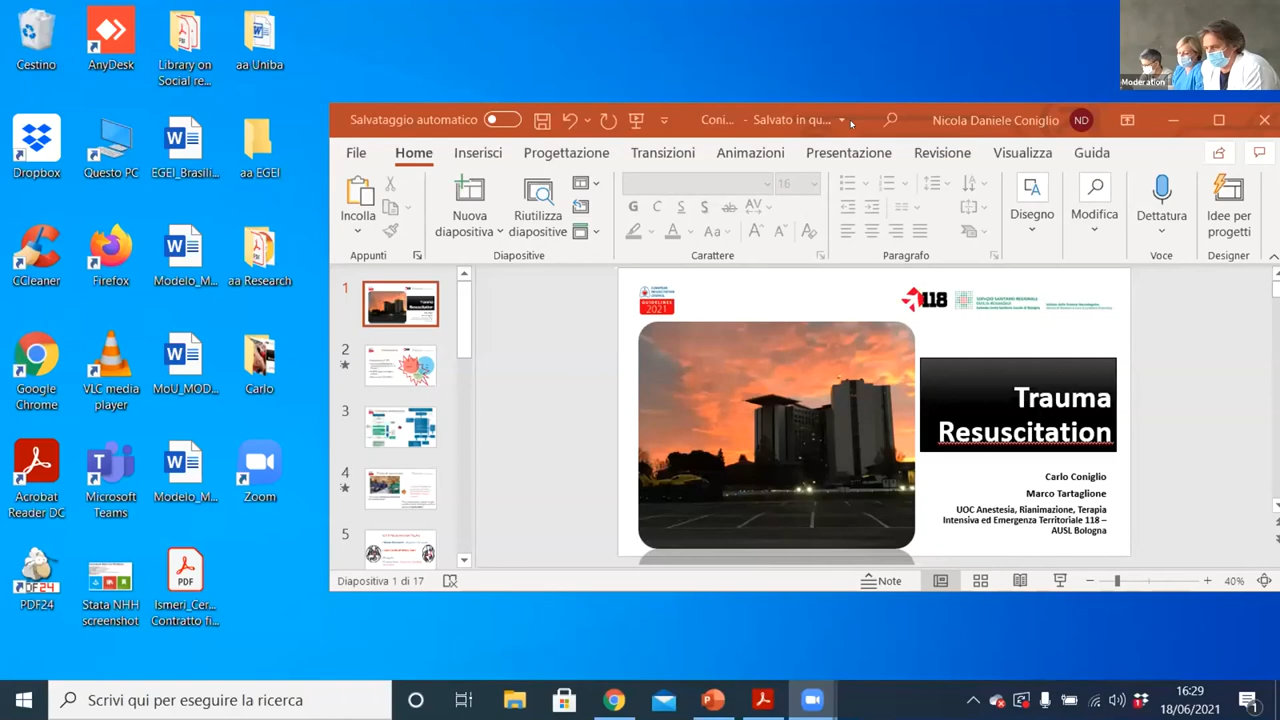 Cestino
AnyDesk
Library on
Social re...
aa Uniba
Moderation
Dropbox
Questo PC
EGEI_Brasili...
aa EGEI
CCleaner
Firefox
Modelo_M...
aa Research
Google
Chrome
VLC media
player
MoU_MOD...
Carlo
Acrobat
Reader DC
Microsoft
Teams
Modelo_M...
Zoom
PDF24
Stata NHH
screenshot
PDF
Ismeri_Cer...
Contratto fi...
Salvataggio automatico
Coni... - Salvato in qu...
Nicola Daniele Coniglio
ND
File Home Inserisci Progettazione Transizioni Animazioni Presentazione Revisione Visualizza Guida
Incolla
Nuova
diapositiva
Riutilizza
diapositive
16
Disegno
Modifica
Dettatura
Idee per
progetti
Appunti Diapositive Carattere Paragrafo Voce Designer
1
2
3
4
5
GUIDELINES
2021
118
Trauma
Resuscitation
Carlo Coniglio
Marco Tartaglione
UOC Anestesia, Rianimazione, Terapia
Intensiva ed Emergenza Territoriale 118 –
AUSL Bologna
Diapositiva 1 di 17
Note
40%
Scrivi qui per eseguire la ricerca
16:29
18/06/2021